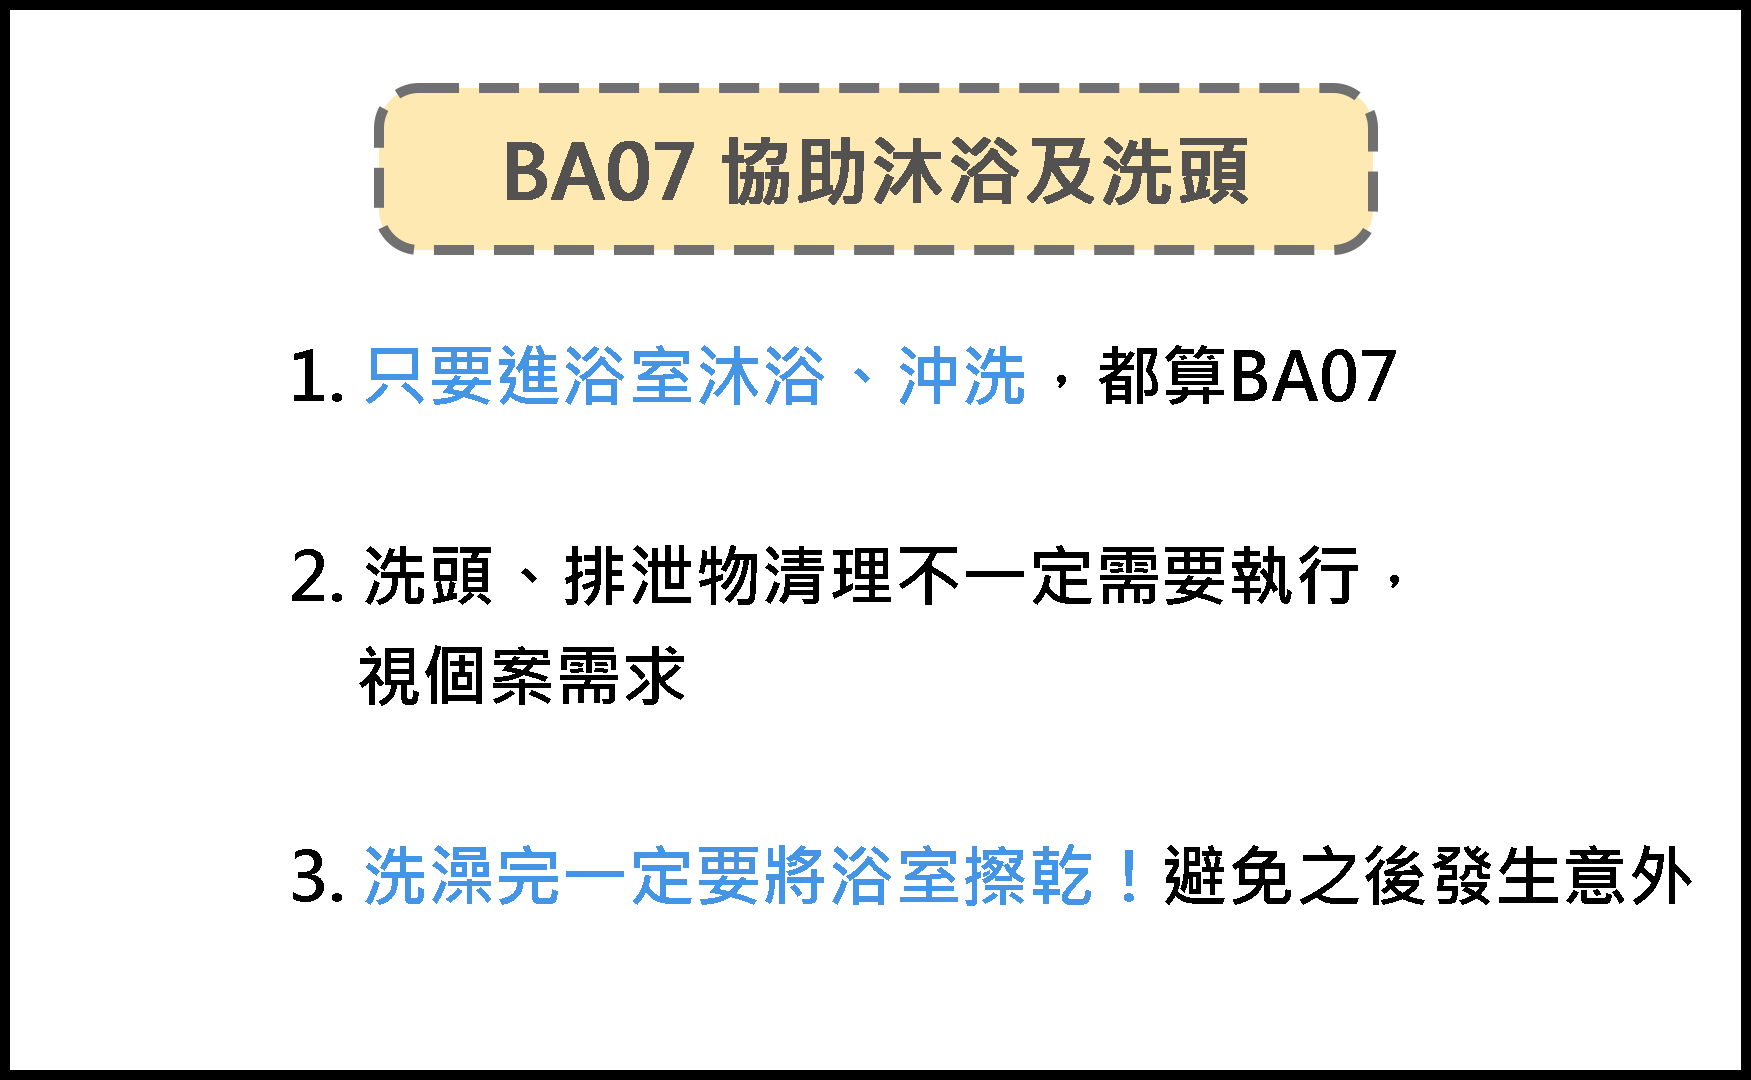 BA07 協助沐浴及洗頭
1. 只要進浴室沐浴、沖洗，都算BA07
2. 洗頭、排泄物清理不一定需要執行，
視個案需求
3. 洗澡完一定要將浴室擦乾！避免之後發生意外